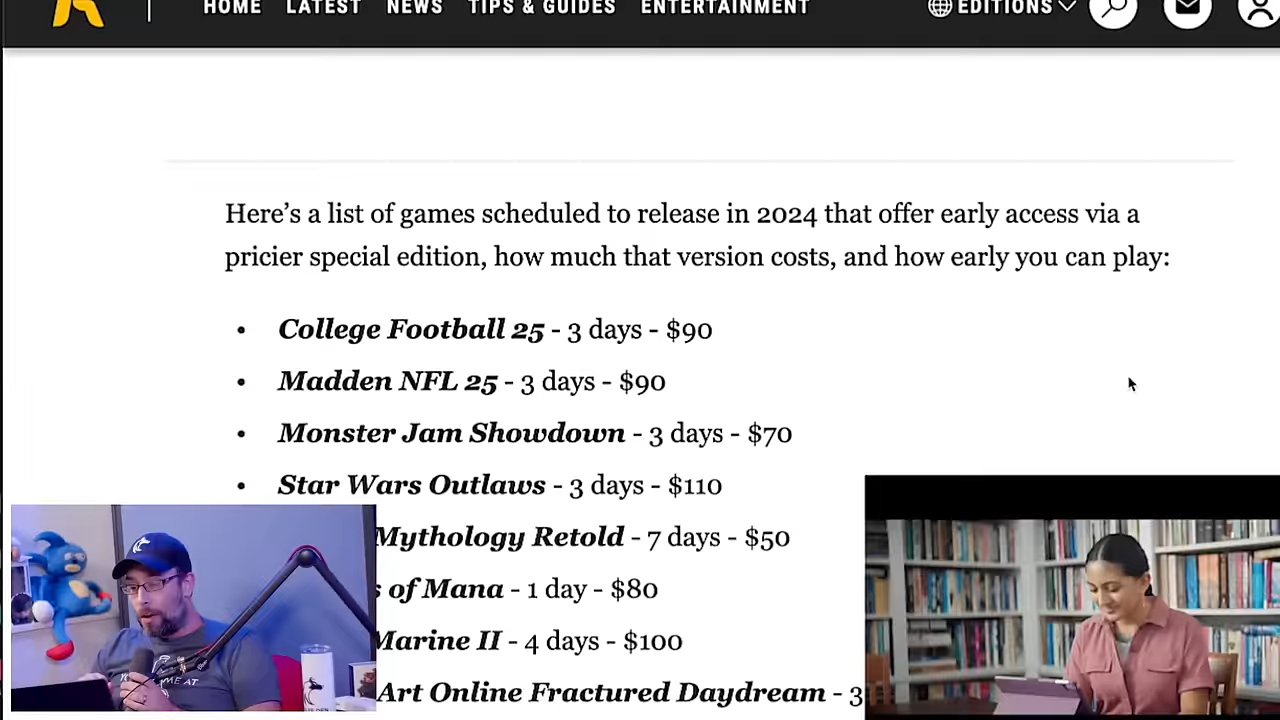 HOME LATEST NEWS TIPS & GUIDES ENTERTAINMENT EDITIONS
Here’s a list of games scheduled to release in 2024 that offer early access via a
pricier special edition, how much that version costs, and how early you can play:
• College Football 25 - 3 days - $90
• Madden NFL 25 - 3 days - $90
• Monster Jam Showdown - 3 days - $70
• Star Wars Outlaws - 3 days - $110
Mythology Retold - 7 days - $50
s of Mana - 1 day - $80
Marine II - 4 days - $100
Art Online Fractured Daydream - 3